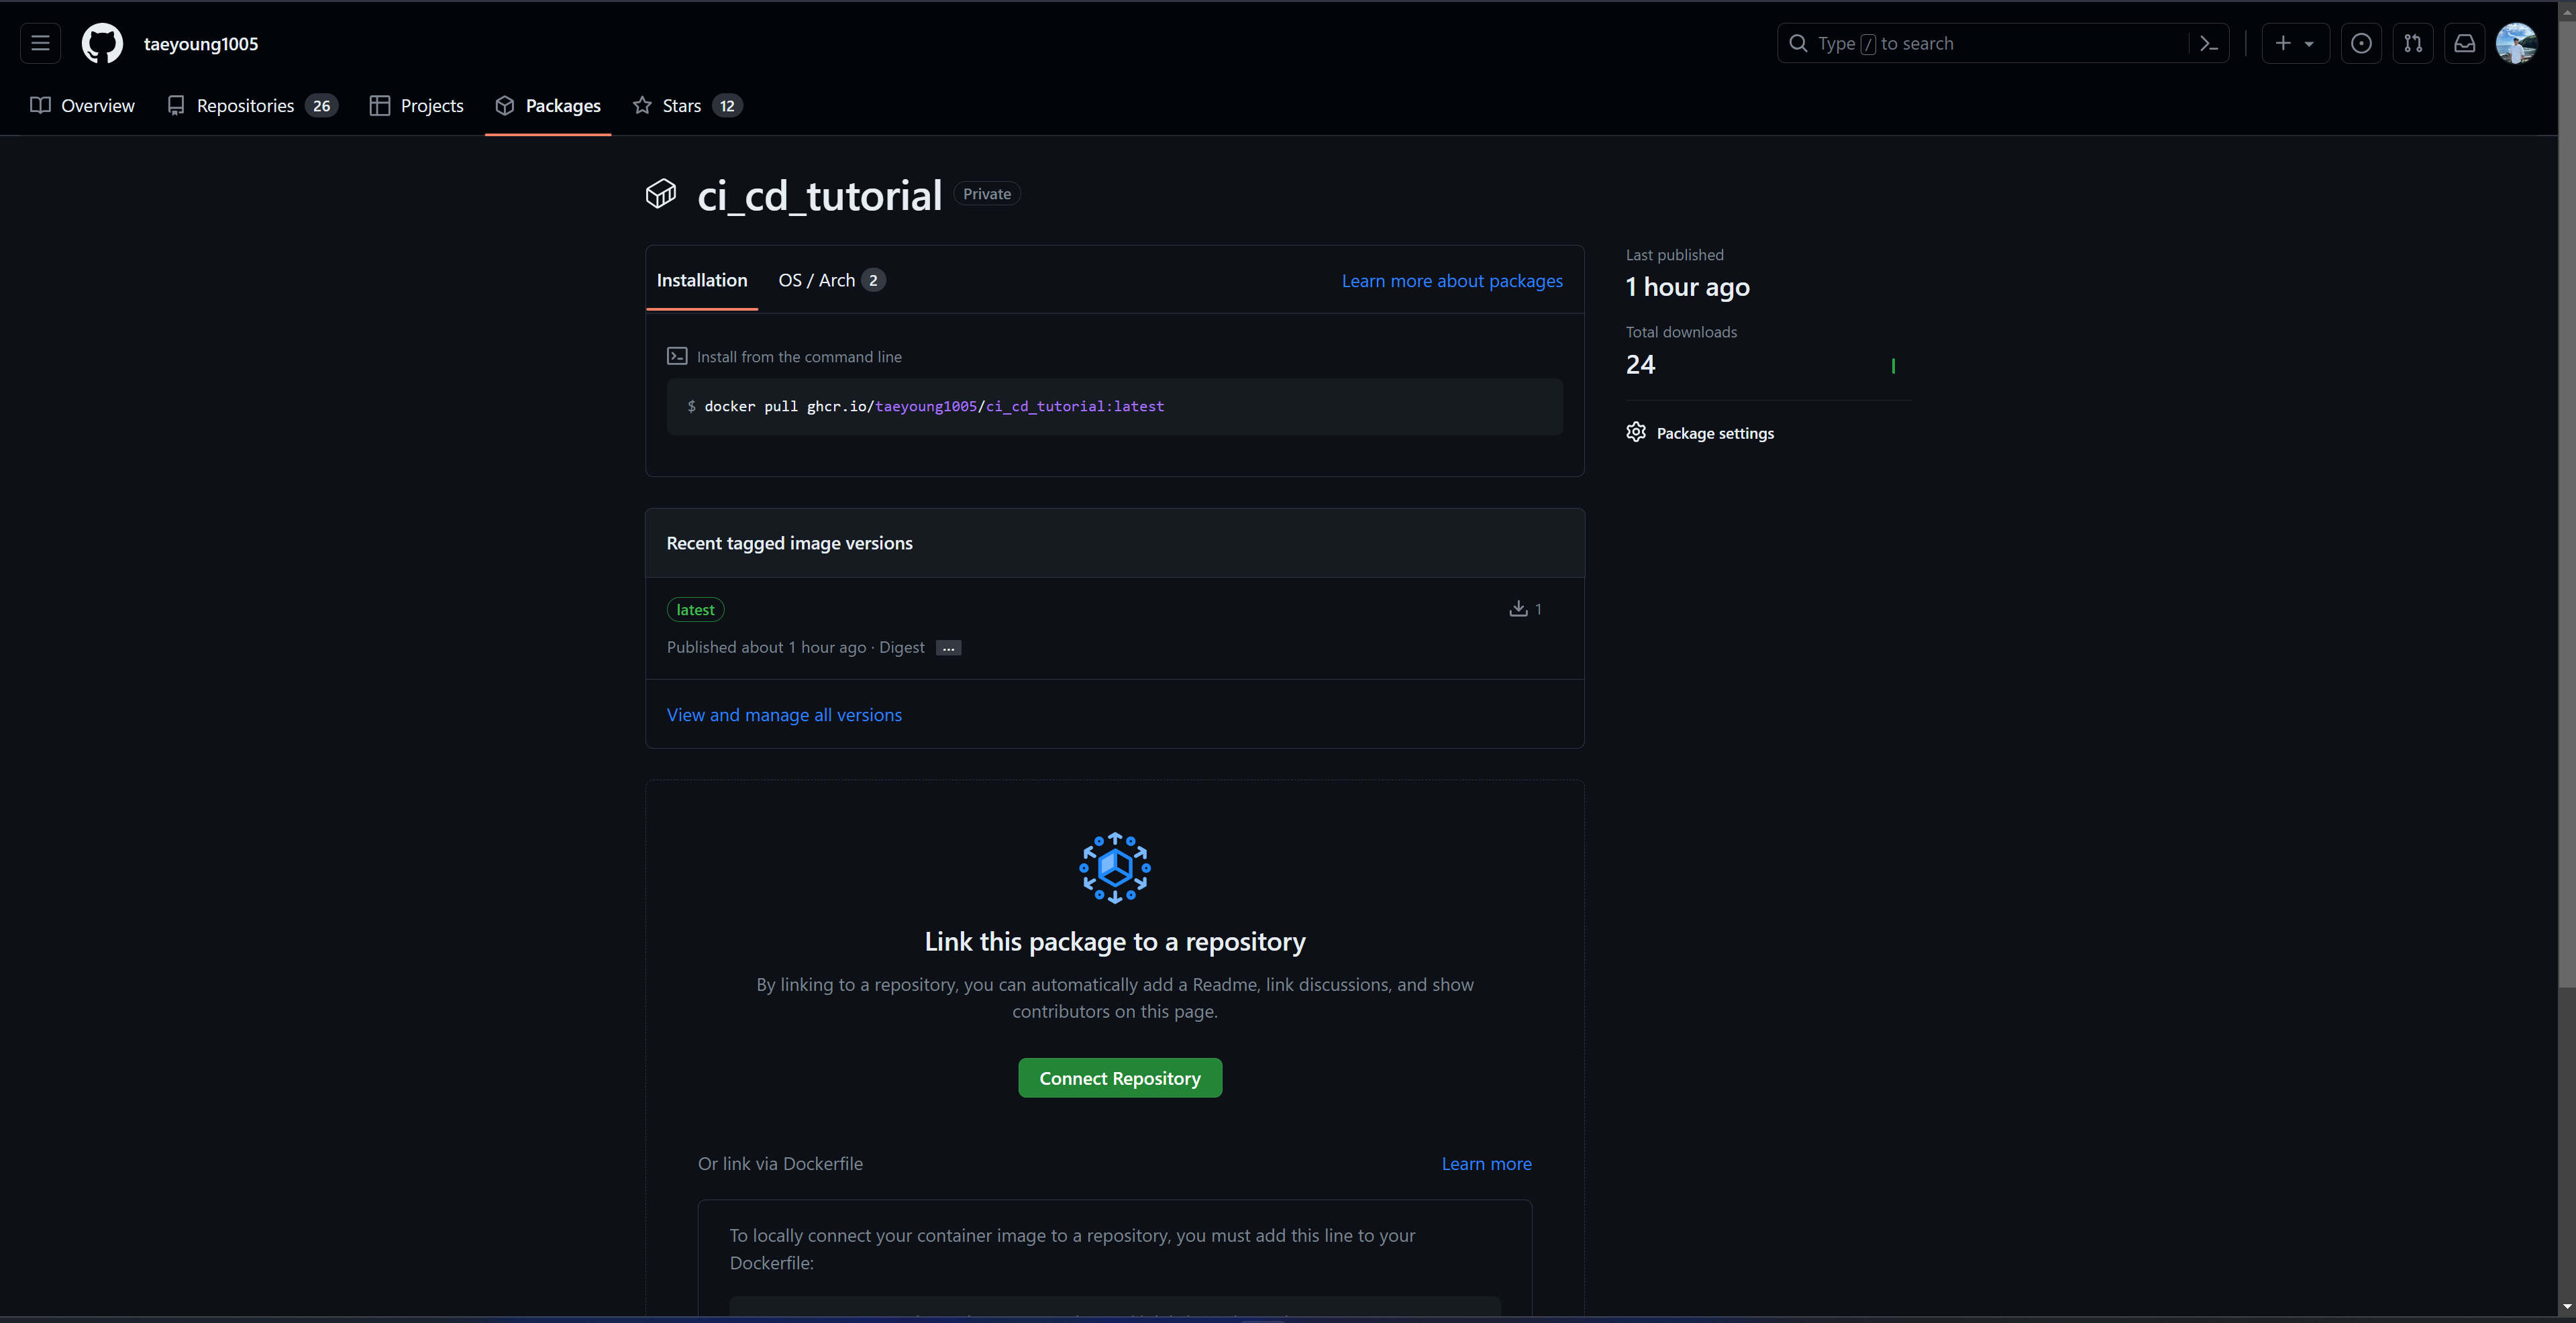 taeyoung1005
Type / to search
Overview
Repositories 26
Projects
Packages
Stars 12
ci_cd_tutorial Private
Installation
OS / Arch 2
Learn more about packages
Install from the command line
$ docker pull ghcr.io/taeyoung1005/ci_cd_tutorial:latest
Last published
1 hour ago
Total downloads
24
Package settings
Recent tagged image versions
latest
1
Published about 1 hour ago · Digest ...
View and manage all versions
Link this package to a repository
By linking to a repository, you can automatically add a Readme, link discussions, and show
contributors on this page.
Connect Repository
Or link via Dockerfile
Learn more
To locally connect your container image to a repository, you must add this line to your
Dockerfile: